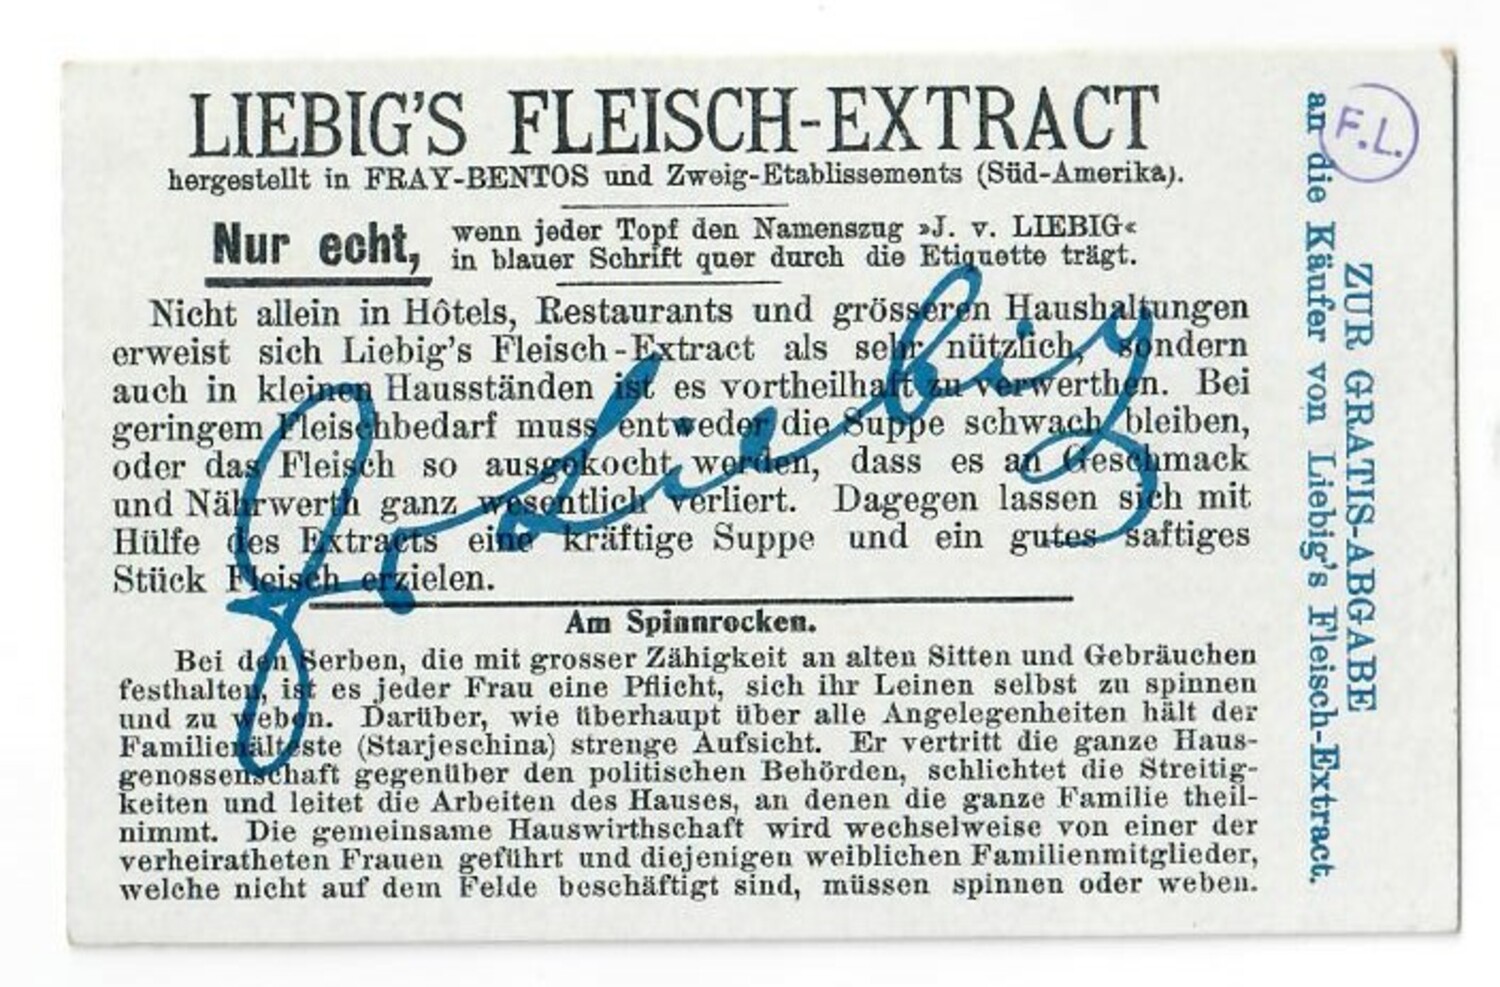 LIEBIG'S FLEISCH-EXTRACT
hergestellt in FRAY-BENTOS und Zweig-Etablissements (Süd-Amerika).
Nur echt, wenn jeder Topf den Namenszug »J. v. LIEBIG«
in blauer Schrift quer durch die Etiquette trägt.
Nicht allein in Hôtels, Restaurants und grösseren Haushaltungen
erweist sich Liebig's Fleisch-Extract als sehr nützlich, sondern
auch in kleinen Hausständen ist es vortheilhaft zu verwerthen. Bei
geringem Fleischbedarf muss entweder die Suppe schwach bleiben,
oder das Fleisch so ausgekocht werden, dass es an Geschmack
und Nährwerth ganz wesentlich verliert. Dagegen lassen sich mit
Hülfe des Extracts eine kräftige Suppe und ein gutes saftiges
Stück Fleisch erzielen.
J v Liebig
Am Spinnrocken.
Bei den Serben, die mit grosser Zähigkeit an alten Sitten und Gebräuchen
festhalten, ist es jeder Frau eine Pflicht, sich ihr Leinen selbst zu spinnen
und zu weben. Darüber, wie überhaupt über alle Angelegenheiten hält der
Familienälteste (Starjeschina) strenge Aufsicht. Er vertritt die ganze Haus-
genossenschaft gegenüber den politischen Behörden, schlichtet die Streitig-
keiten und leitet die Arbeiten des Hauses, an denen die ganze Familie theil-
nimmt. Die gemeinsame Hauswirthschaft wird wechselweise von einer der
verheiratheten Frauen geführt und diejenigen weiblichen Familienmitglieder,
welche nicht auf dem Felde beschäftigt sind, müssen spinnen oder weben.
ZUR GRATIS-ABGABE
an die Käufer von Liebig's Fleisch-Extract.
F.L.